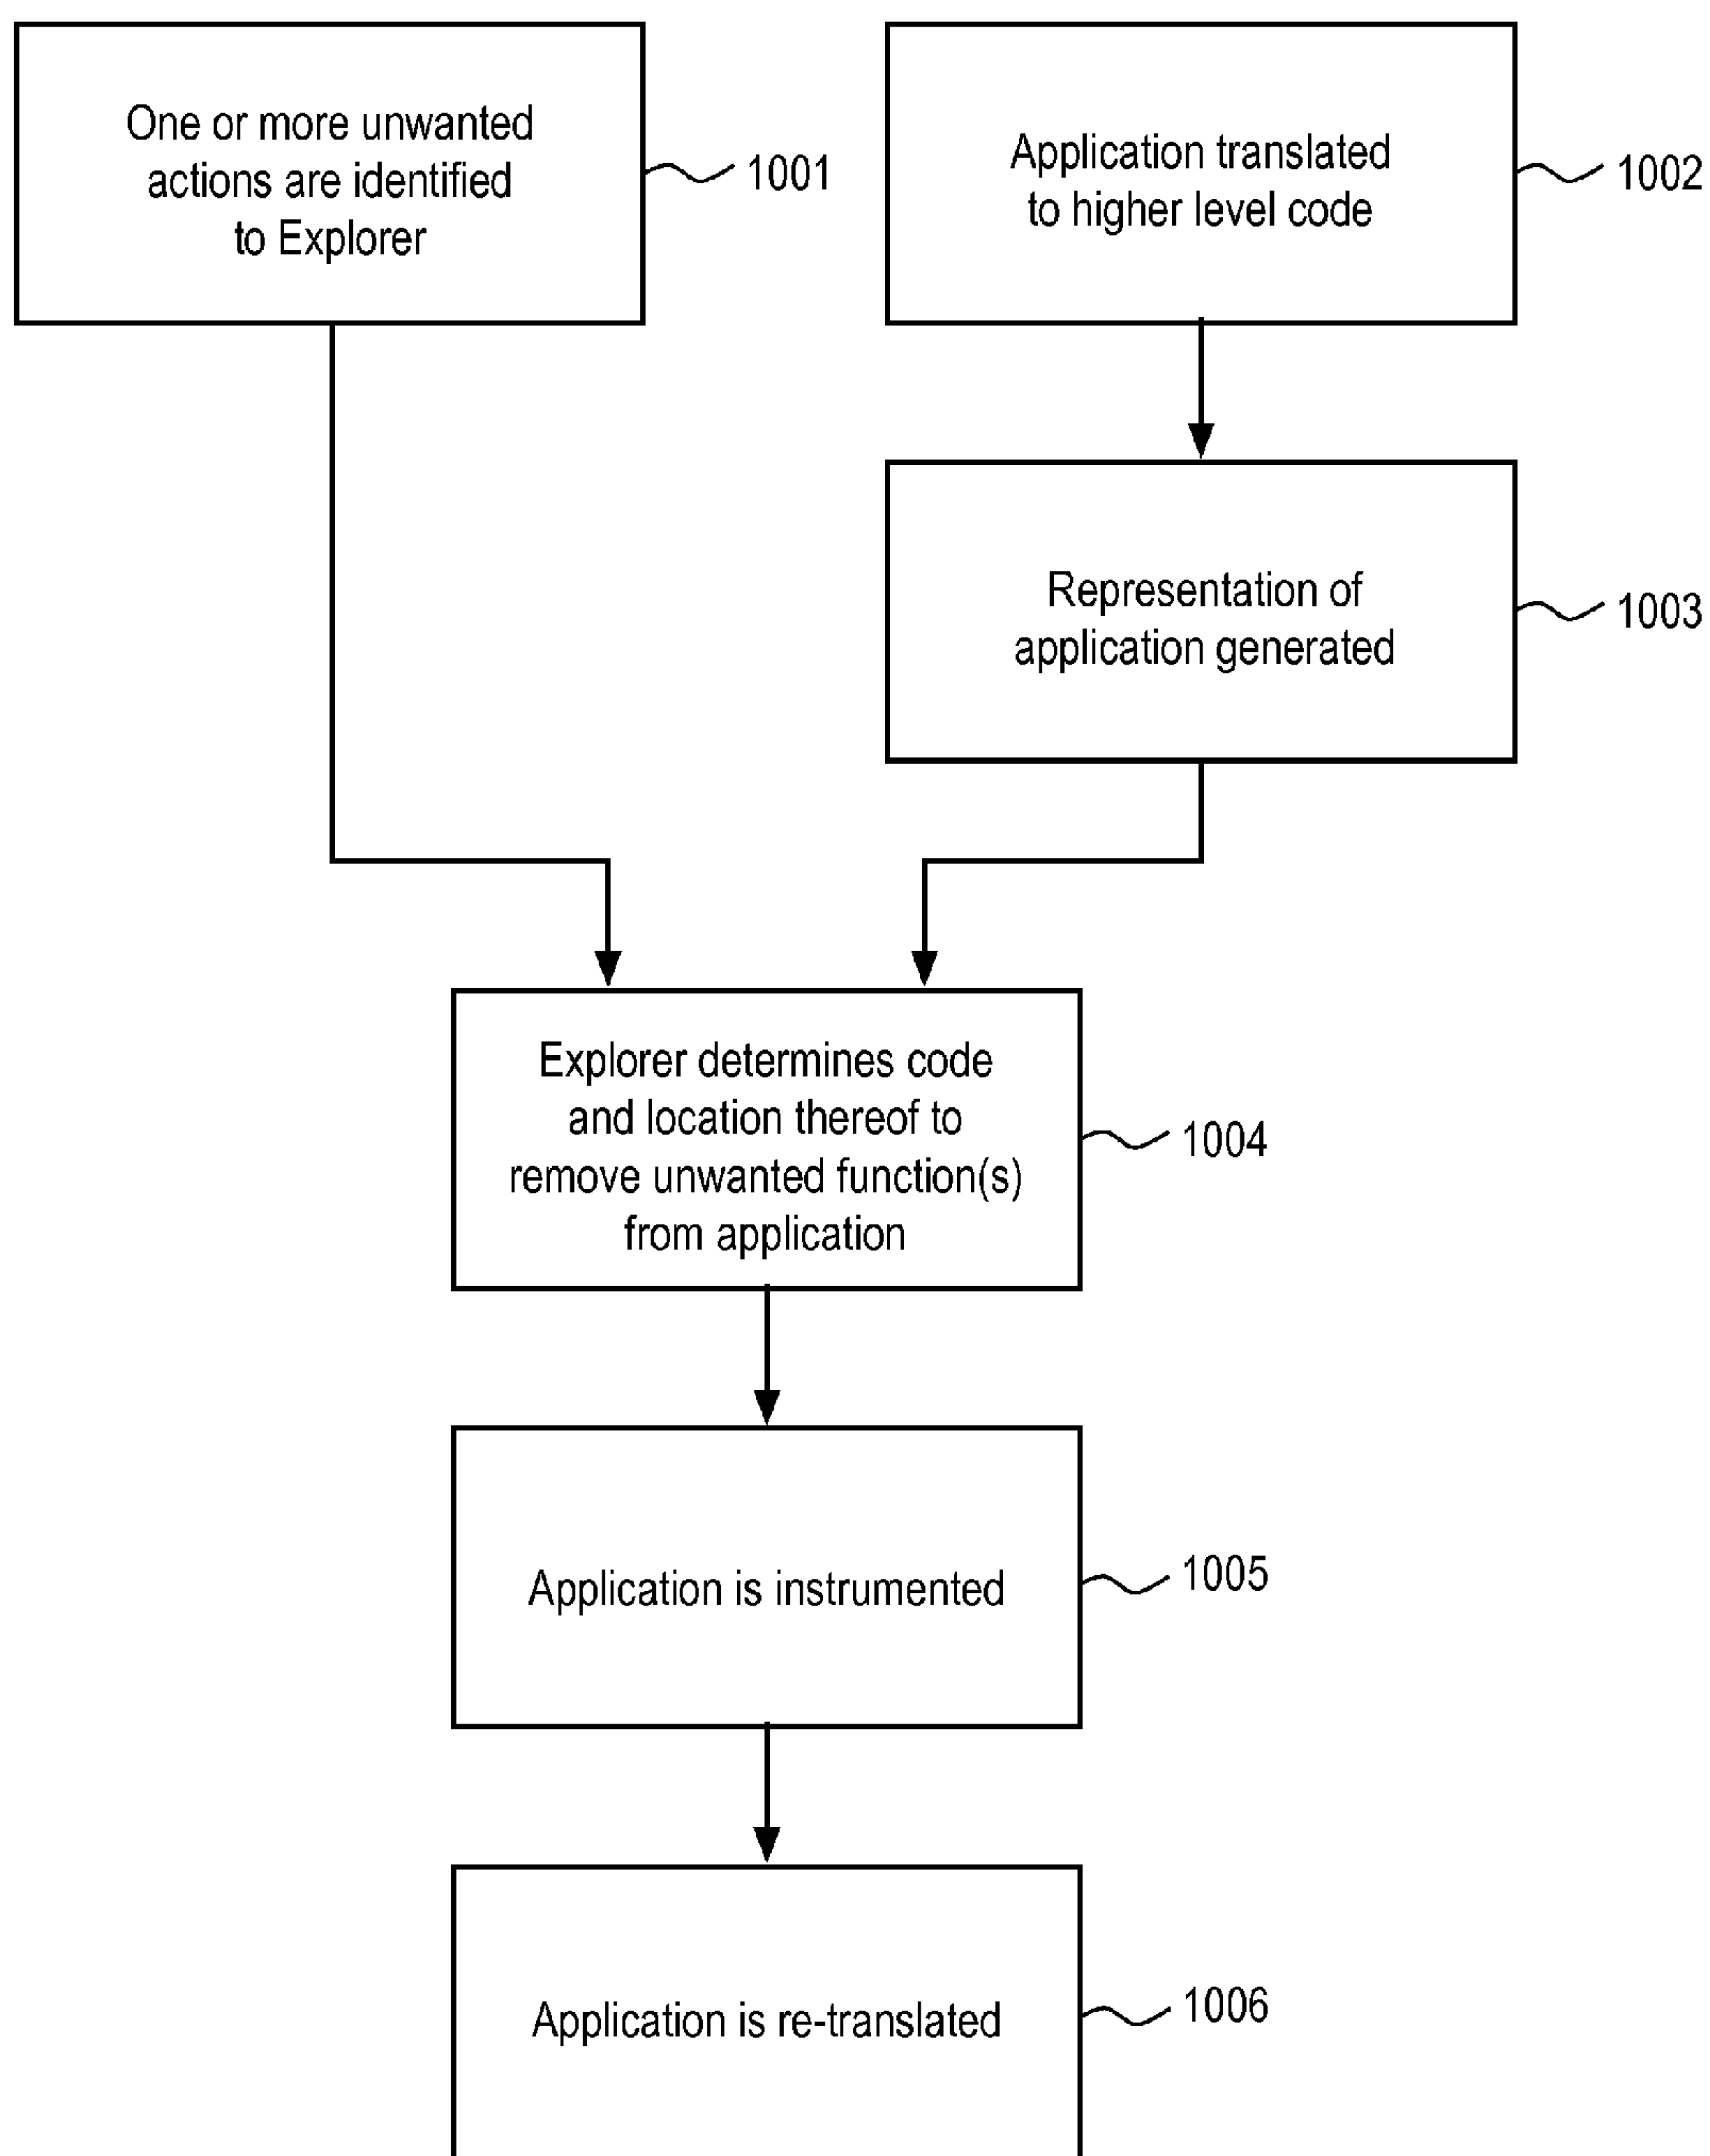 One or more unwanted
actions are identified
to Explorer
1001
Application translated
to higher level code
1002
Representation of
application generated
1003
Explorer determines code
and location thereof to
remove unwanted function(s)
from application
1004
Application is instrumented
1005
Application is re-translated
1006